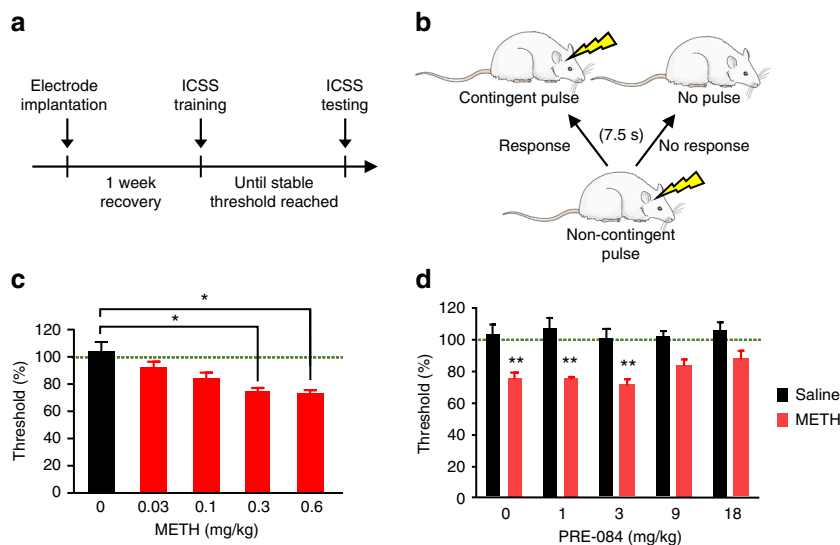 a
Electrode
implantation
ICSS
training
ICSS
testing
1 week
recovery
Until stable
threshold reached
b
Contingent pulse
No pulse
Response
(7.5 s)
No response
Non-contingent
pulse
c
*
*
Threshold (%)
120
100
80
60
40
20
0
0 0.03 0.1 0.3 0.6
METH (mg/kg)
d
Threshold (%)
120
100
80
60
40
20
0
** ** **
0 1 3 9 18
PRE-084 (mg/kg)
Saline
METH